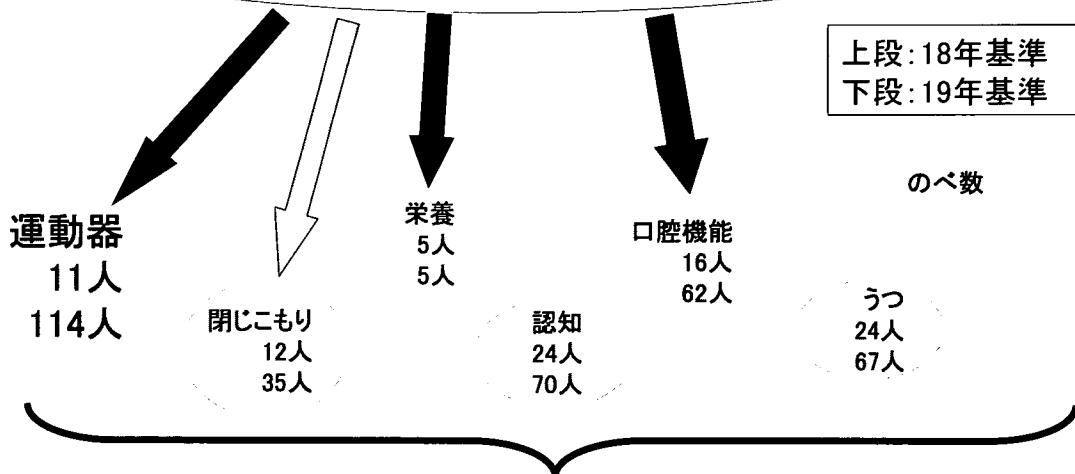 上段:18年基準
下段:19年基準
のべ数
運動器
11人
114人
栄養
5人
5人
口腔機能
16人
62人
閉じこもり
12人
35人
認知
24人
70人
うつ
24人
67人